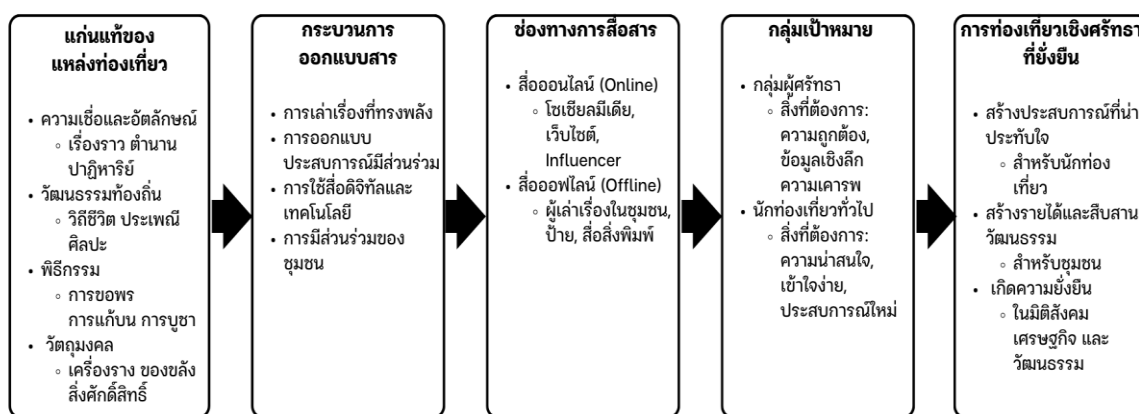 แก่นแท้ของ
แหล่งท่องเที่ยว
• ความเชื่อและอัตลักษณ์
◦ เรื่องราว ตำนาน
ปาฏิหาริย์
• วัฒนธรรมท้องถิ่น
◦ วิถีชีวิต ประเพณี
ศิลปะ
• พิธีกรรม
◦ การขอพร
การแก้บน การบูชา
• วัตถุมงคล
◦ เครื่องราง ของขลัง
สิ่งศักดิ์สิทธิ์
กระบวนการ
ออกแบบสาร
• การเล่าเรื่องที่ทรงพลัง
• การออกแบบ
ประสบการณ์มีส่วนร่วม
• การใช้สื่อดิจิทัลและ
เทคโนโลยี
• การมีส่วนร่วมของ
ชุมชน
ช่องทางการสื่อสาร
• สื่อออนไลน์ (Online)
◦ โซเชียลมีเดีย,
เว็บไซต์,
Influencer
• สื่อออฟไลน์ (Offline)
◦ ผู้เล่าเรื่องในชุมชน,
ป้าย, สื่อสิ่งพิมพ์
กลุ่มเป้าหมาย
• กลุ่มผู้ศรัทธา
◦ สิ่งที่ต้องการ:
ความถูกต้อง,
ข้อมูลเชิงลึก
ความเคารพ
• นักท่องเที่ยวทั่วไป
◦ สิ่งที่ต้องการ:
ความน่าสนใจ,
เข้าใจง่าย,
ประสบการณ์ใหม่
การท่องเที่ยวเชิงศรัทธา
ที่ยั่งยืน
• สร้างประสบการณ์ที่น่า
ประทับใจ
◦ สำหรับนักท่อง
เที่ยว
• สร้างรายได้และสืบสาน
วัฒนธรรม
◦ สำหรับชุมชน
• เกิดความยั่งยืน
◦ ในมิติสังคม
เศรษฐกิจ และ
วัฒนธรรม